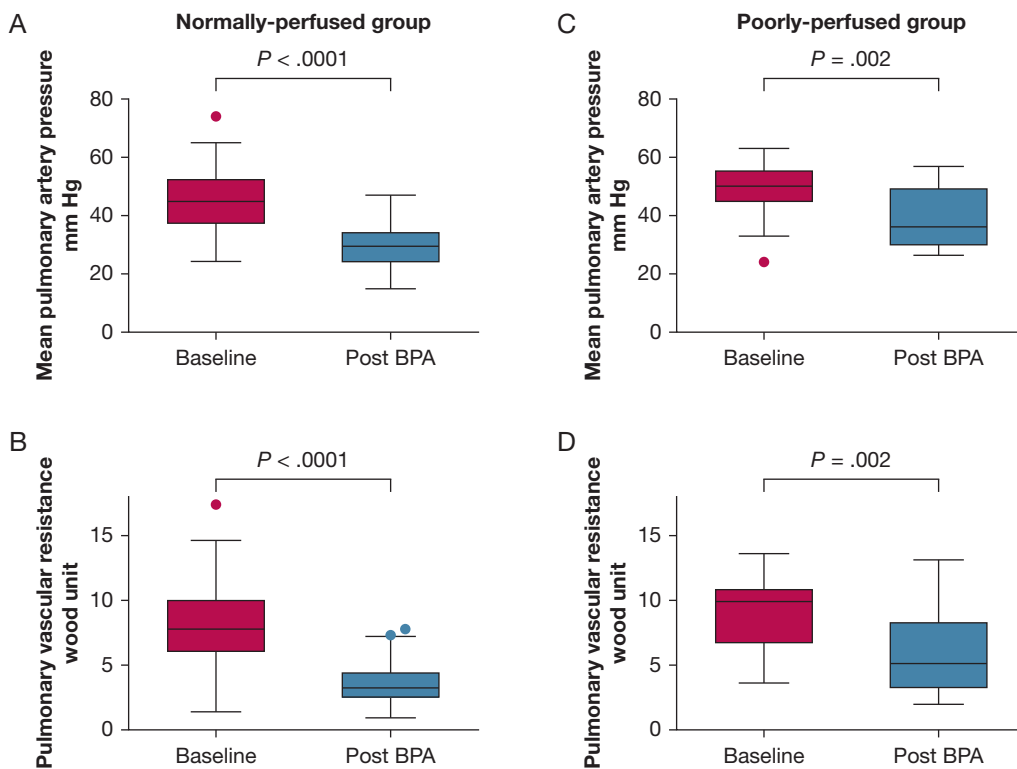 A
Normally-perfused group
P < .0001
Mean pulmonary artery pressure
mm Hg
80
60
40
20
0
Baseline
Post BPA
B
P < .0001
Pulmonary vascular resistance
wood unit
15
10
5
0
Baseline
Post BPA
C
Poorly-perfused group
P = .002
Mean pulmonary artery pressure
mm Hg
80
60
40
20
0
Baseline
Post BPA
D
P = .002
Pulmonary vascular resistance
wood unit
15
10
5
0
Baseline
Post BPA